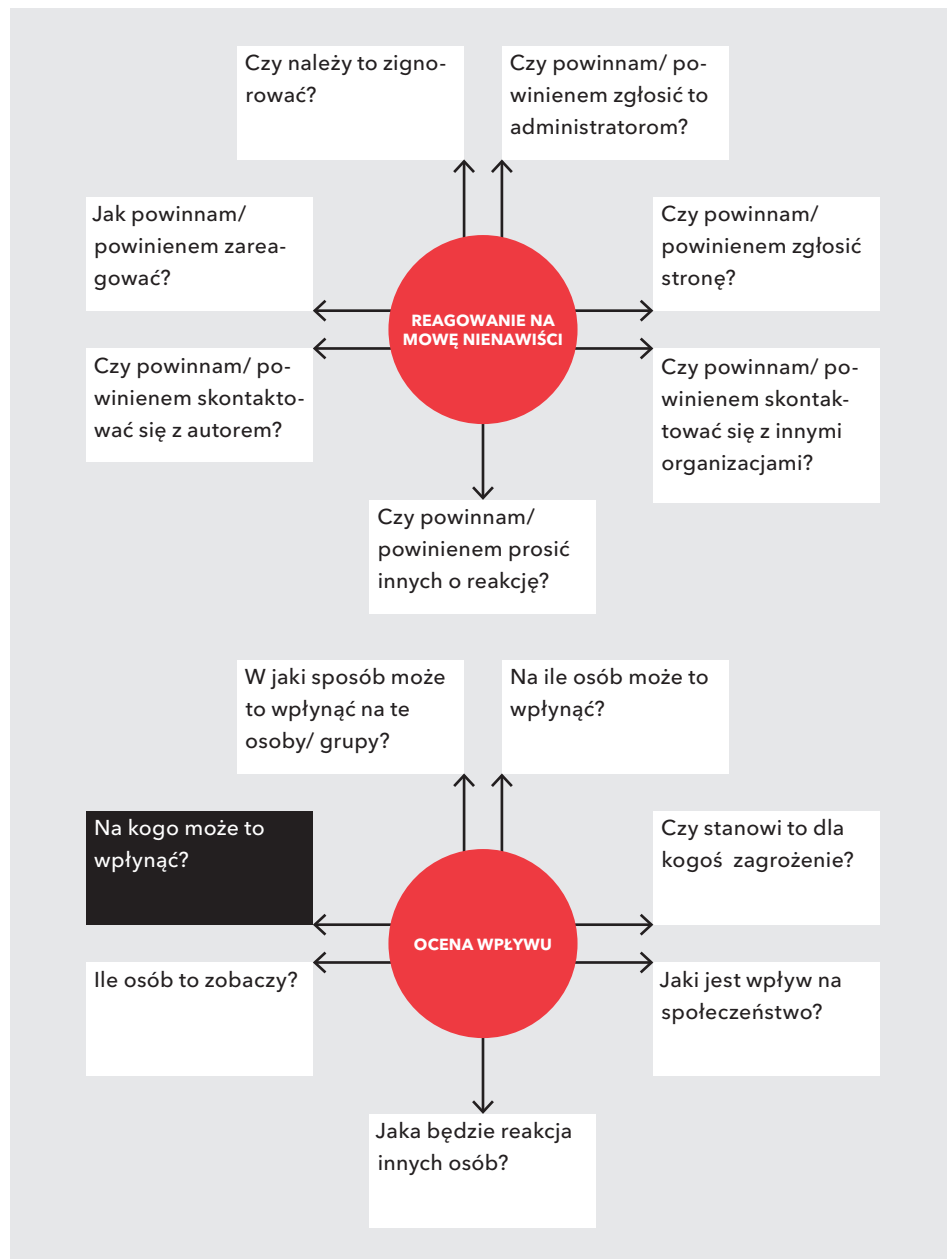 Czy należy to zigno-
rować?
Czy powinnam/ po-
winienem zgłosić to
administratorom?
Jak powinnam/
powinienem zarea-
gować?
Czy powinnam/
powinienem zgłosić
stronę?
REAGOWANIE NA
MOWĘ NIENAWIŚCI
Czy powinnam/ po-
winienem skontakto-
wać się z autorem?
Czy powinnam/ po-
winienem skontak-
tować się z innymi
organizacjami?
Czy powinnam/
powinienem prosić
innych o reakcję?
W jaki sposób może
to wpłynąć na te
osoby/ grupy?
Na ile osób może to
wpłynąć?
Na kogo może to
wpłynąć?
Czy stanowi to dla
kogoś zagrożenie?
OCENA WPŁYWU
Ile osób to zobaczy?
Jaki jest wpływ na
społeczeństwo?
Jaka będzie reakcja
innych osób?